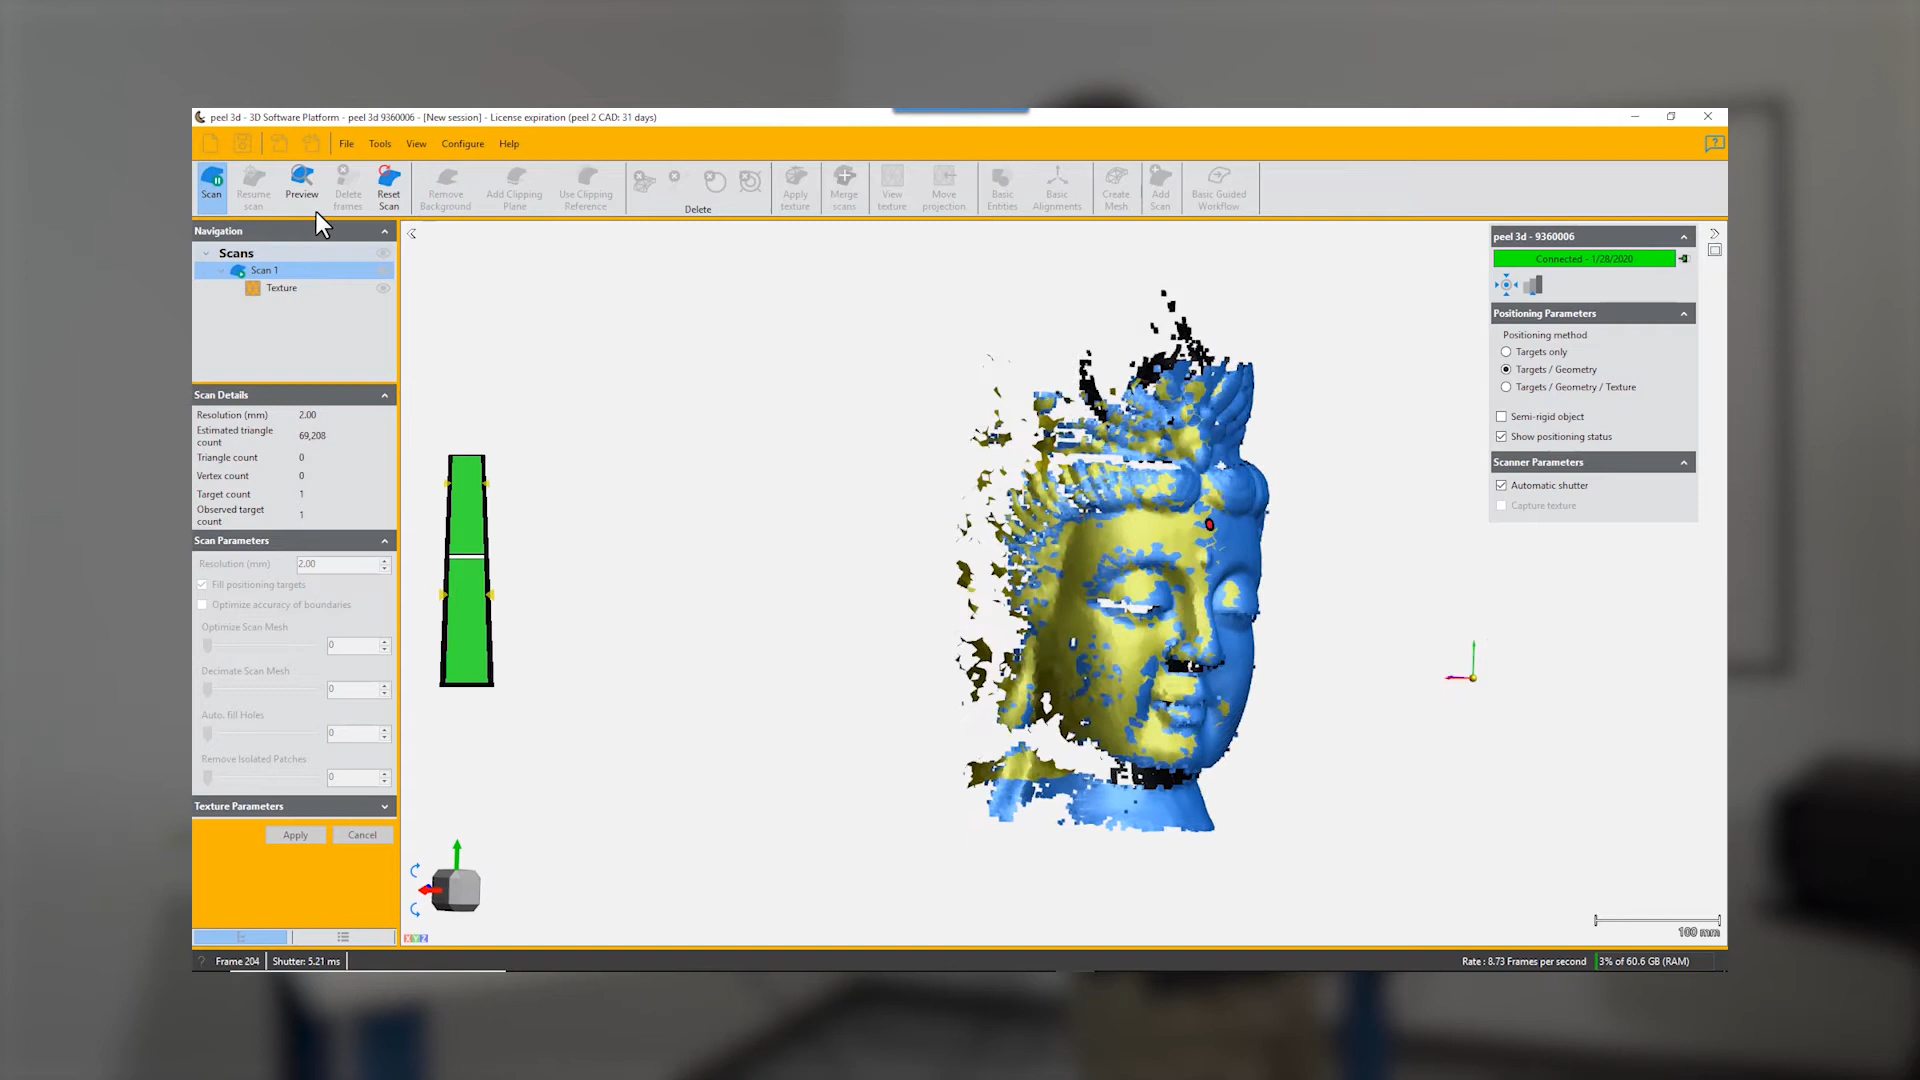 peel 3d - 3D Software Platform - peel 3d 9360006 - [New session] - License expiration (peel 2 CAD: 31 days)
File Tools View Configure Help
Scan
Resume scan
Preview
Delete frames
Reset Scan
Remove Background
Add Clipping Plane
Use Clipping Reference
Delete
Apply texture
Merge scans
View texture
Move projection
Basic Entities
Basic Alignments
Create Mesh
Add Scan
Basic Guided Workflow
Navigation
Scans
Scan 1
Texture
Scan Details
Resolution (mm) 2.00
Estimated triangle count 69,208
Triangle count 0
Vertex count 0
Target count 1
Observed target count 1
Scan Parameters
Resolution (mm) 2.00
Fill positioning targets
Optimize accuracy of boundaries
Optimize Scan Mesh
0
Decimate Scan Mesh
0
Auto. fill Holes
0
Remove Isolated Patches
0
Texture Parameters
Apply Cancel
peel 3d - 9360006
Connected - 1/28/2020
Positioning Parameters
Positioning method
Targets only
Targets / Geometry
Targets / Geometry / Texture
Semi-rigid object
Show positioning status
Scanner Parameters
Automatic shutter
Capture texture
XYZ
100 mm
? Frame 204 Shutter: 5.21 ms
Rate : 8.73 Frames per second 3% of 60.6 GB (RAM)